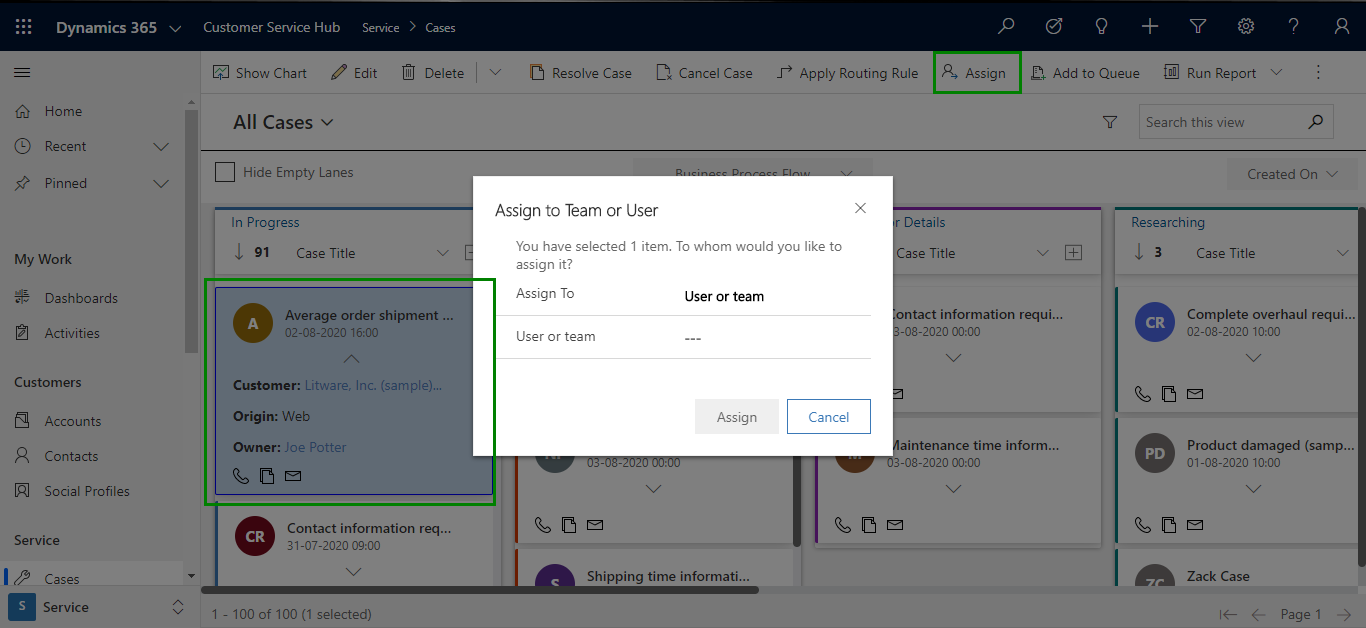 Dynamics 365
Customer Service Hub
Service > Cases
Show Chart
Edit
Delete
Resolve Case
Cancel Case
Apply Routing Rule
Assign
Add to Queue
Run Report
Home
Recent
Pinned
My Work
Dashboards
Activities
Customers
Accounts
Contacts
Social Profiles
Service
Cases
S
Service
All Cases
Search this view
Hide Empty Lanes
Business Process Flow
Created On
In Progress
91
Case Title
A
Average order shipment ...
02-08-2020 16:00
Customer: Litware, Inc. (sample)...
Origin: Web
Owner: Joe Potter
CR
Contact information req...
31-07-2020 09:00
Assign to Team or User
You have selected 1 item. To whom would you like to
assign it?
Assign To
User or team
User or team
---
Assign
Cancel
03-08-2020 00:00
S
Shipping time informati...
Details
Case Title
Contact information requi...
03-08-2020 00:00
Maintenance time inform...
03-08-2020 00:00
Researching
3
Case Title
CR
Complete overhaul requi...
02-08-2020 10:00
PD
Product damaged (samp...
01-08-2020 10:00
ZC
Zack Case
1 - 100 of 100 (1 selected)
Page 1